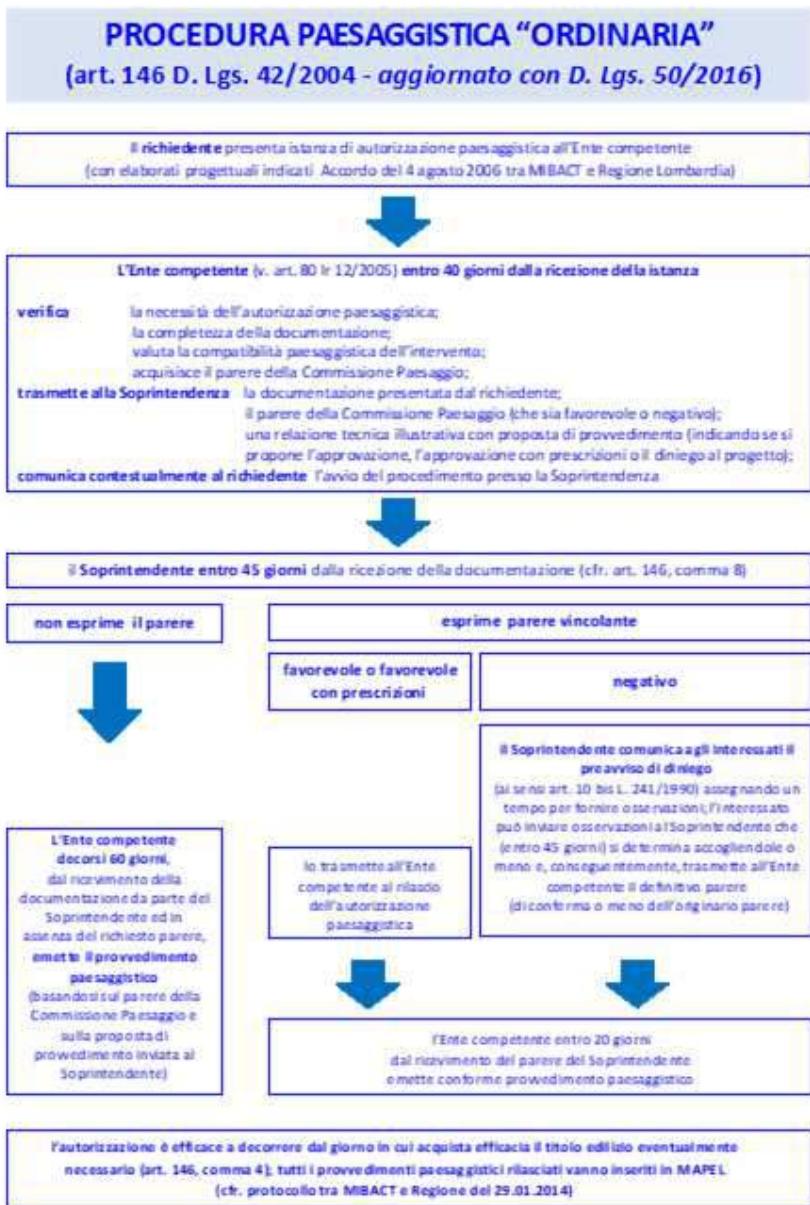 PROCEDURA PAESAGGISTICA “ORDINARIA”
(art. 146 D. Lgs. 42/2004 - aggiornato con D. Lgs. 50/2016)
Il richiedente presenta istanza di autorizzazione paesaggistica all’Ente competente
(con elaborati progettuali indicati Accordo del 4 agosto 2006 tra MIBACT e Regione Lombardia)
L’Ente competente (v. art. 80 lr 12/2005) entro 40 giorni dalla ricezione della istanza
verifica la necessità dell’autorizzazione paesaggistica;
la completezza della documentazione;
valuta la compatibilità paesaggistica dell’intervento;
acquisisce il parere della Commissione Paesaggio;
trasmette alla Soprintendenza la documentazione presentata dal richiedente;
il parere della Commissione Paesaggio (che sia favorevole o negativo);
una relazione tecnica illustrativa con proposta di provvedimento (indicando se si
propone l’approvazione, l’approvazione con prescrizioni o il diniego al progetto);
comunica contestualmente al richiedente l’avvio del procedimento presso la Soprintendenza
il Soprintendente entro 45 giorni dalla ricezione della documentazione (cfr. art. 146, comma 8)
non esprime il parere
esprime parere vincolante
favorevole o favorevole
con prescrizioni
negativo
il Soprintendente comunica agli interessati il
preavviso di diniego
(ai sensi art. 10 bis L. 241/1990) assegnando un
tempo per fornire osservazioni; l’interessato
può inviare osservazioni al Soprintendente che
(entro 45 giorni) si determina accogliendole o
meno e, conseguentemente, trasmette all’Ente
competente il definitivo parere
(di conferma o meno dell’originario parere)
L’Ente competente
decorsi 60 giorni,
dal ricevimento della
documentazione da parte del
Soprintendente ed in
assenza del richiesto parere,
emette il provvedimento
paesaggistico
(basandosi sul parere della
Commissione Paesaggio e
sulla proposta di
provvedimento inviata al
Soprintendente)
lo trasmette all’Ente
competente al rilascio
dell’autorizzazione
paesaggistica
l’Ente competente entro 20 giorni
dal ricevimento del parere del Soprintendente
emette conforme provvedimento paesaggistico
l’autorizzazione è efficace a decorrere dal giorno in cui acquista efficacia il titolo edilizio eventualmente
necessario (art. 146, comma 4); tutti i provvedimenti paesaggistici rilasciati vanno inseriti in MAPEL
(cfr. protocollo tra MIBACT e Regione del 29.01.2014)